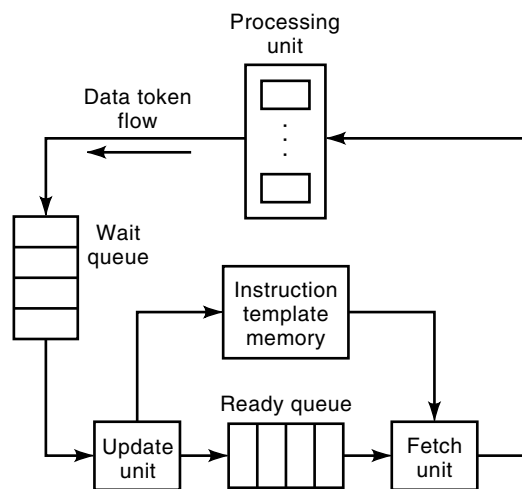 Processing
unit
Data token
flow
Wait
queue
Instruction
template
memory
Ready queue
Update
unit
Fetch
unit